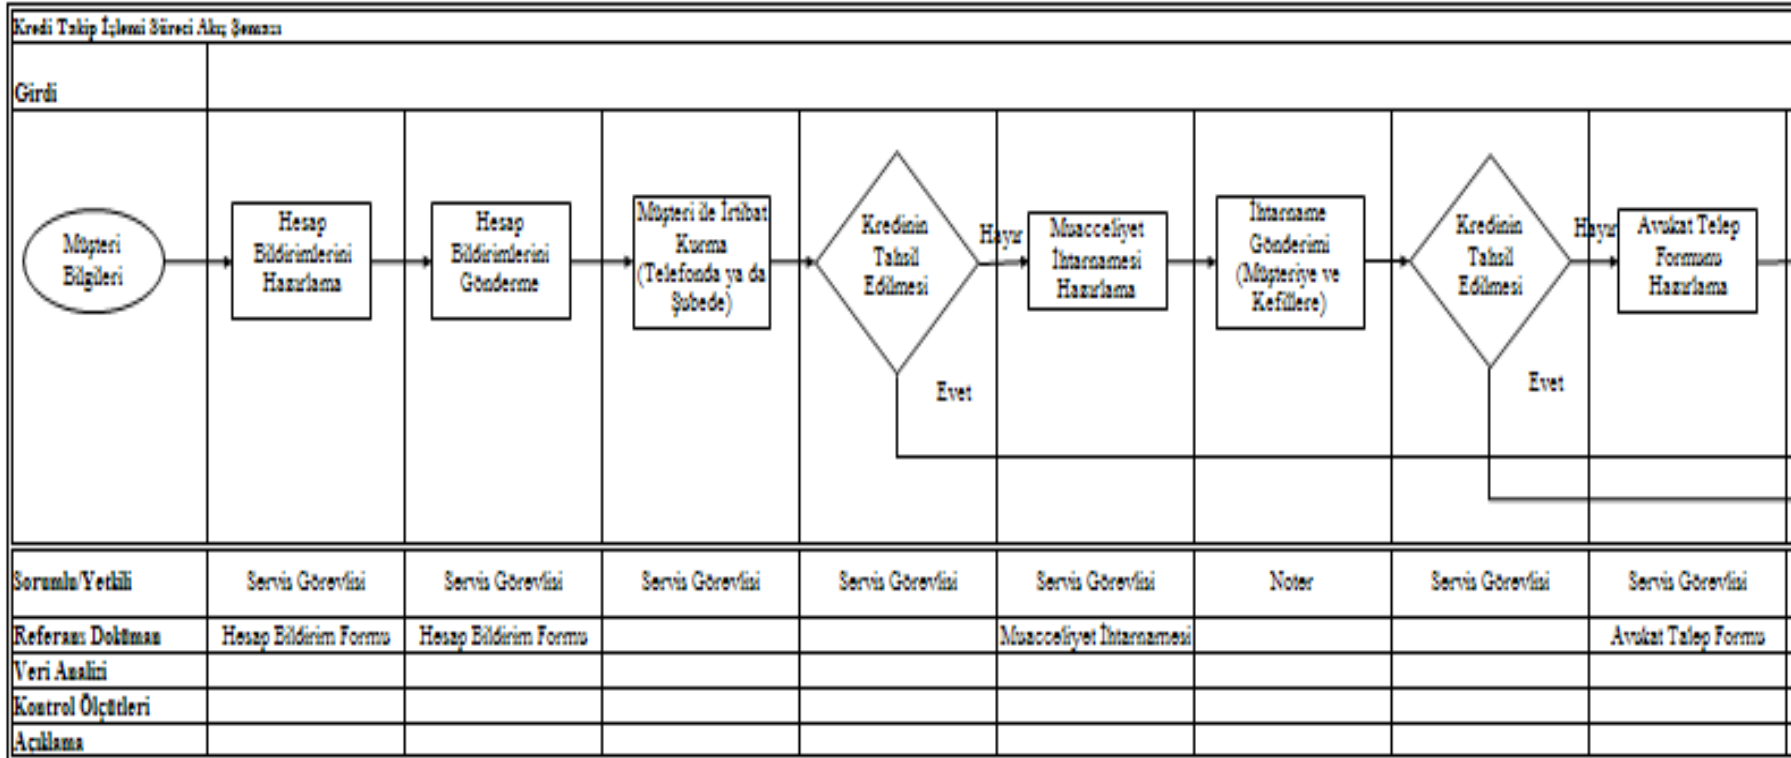 Kredi Takip İşlemi Süreci Akış Şeması
Girdi
Müşteri
Bilgileri
Hesap
Bildirimlerini
Hazırlama
Hesap
Bildirimlerini
Gönderme
Müşteri ile İrtibat
Kurma
(Telefonda ya da
Şubede)
Kredinin
Tahsil
Edilmesi
Hayır
Evet
Muacceliyet
İhtarnamesi
Hazırlama
İhtarname
Gönderimi
(Müşteriye ve
Kefillere)
Kredinin
Tahsil
Edilmesi
Hayır
Evet
Avukat Talep
Formunu
Hazırlama
Sorumlu/Yetkili
Servis Görevlisi
Servis Görevlisi
Servis Görevlisi
Servis Görevlisi
Servis Görevlisi
Noter
Servis Görevlisi
Servis Görevlisi
Referans Doküman
Hesap Bildirim Formu
Hesap Bildirim Formu
Muacceliyet İhtarnamesi
Avukat Talep Formu
Veri Analizi
Kontrol Ölçütleri
Açıklama